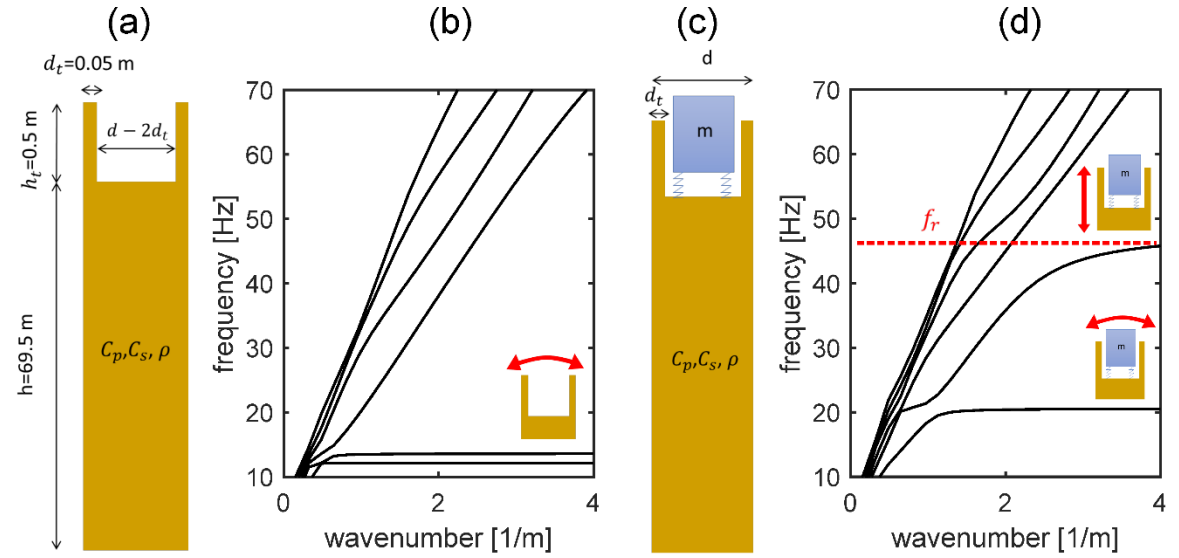 (a)
(b)
(c)
(d)
d_t=0.05 m
h_t=0.5 m
d − 2d_t
h=69.5 m
C_p,C_s, ρ
frequency [Hz]
70
60
50
40
30
20
10
0
2
4
wavenumber [1/m]
d
d_t
m
C_p,C_s, ρ
frequency [Hz]
70
60
50
40
30
20
10
f_r
m
m
0
2
4
wavenumber [1/m]